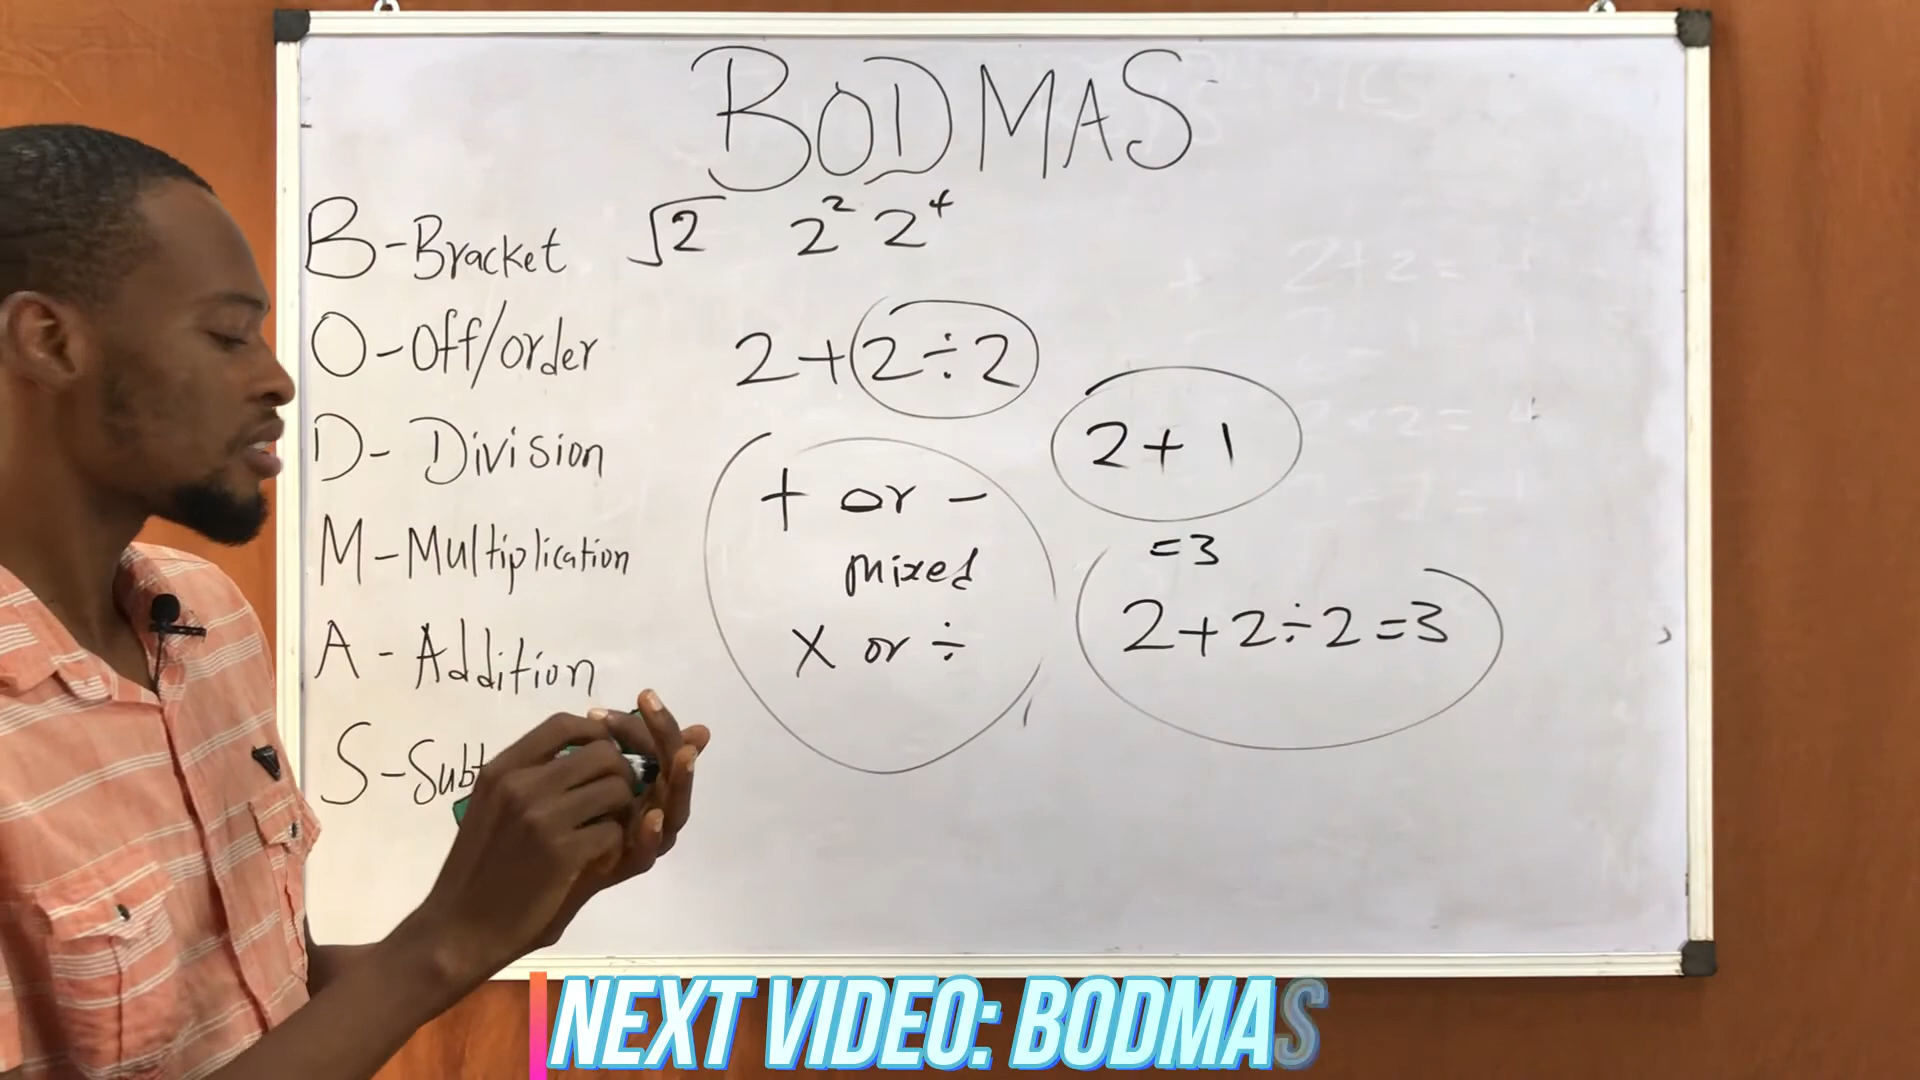 BODMAS
B-Bracket
√2 2² 2⁴
O-Off/order
2+2÷2
D- Division
2+1
+ or -
M-Multiplication
mixed
=3
x or ÷
2+2÷2=3
A - Addition
S-Subt
NEXT VIDEO: BODMAS